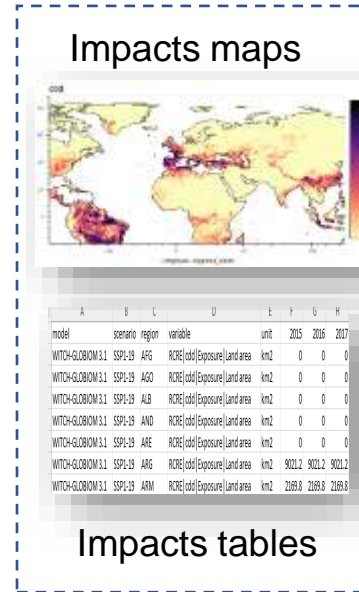 Impacts maps
cdd
A B C D E F G H
model scenario region variable unit 2015 2016 2017
WITCH-GLOBIOM 3.1 SSP1-19 AFG RCRE|cdd|Exposure|Land area km2 0 0 0
WITCH-GLOBIOM 3.1 SSP1-19 AGO RCRE|cdd|Exposure|Land area km2 0 0 0
WITCH-GLOBIOM 3.1 SSP1-19 ALB RCRE|cdd|Exposure|Land area km2 0 0 0
WITCH-GLOBIOM 3.1 SSP1-19 AND RCRE|cdd|Exposure|Land area km2 0 0 0
WITCH-GLOBIOM 3.1 SSP1-19 ARE RCRE|cdd|Exposure|Land area km2 0 0 0
WITCH-GLOBIOM 3.1 SSP1-19 ARG RCRE|cdd|Exposure|Land area km2 9021.2 9021.2 9021.2
WITCH-GLOBIOM 3.1 SSP1-19 ARM RCRE|cdd|Exposure|Land area km2 2169.8 2169.8 2169.8
Impacts tables